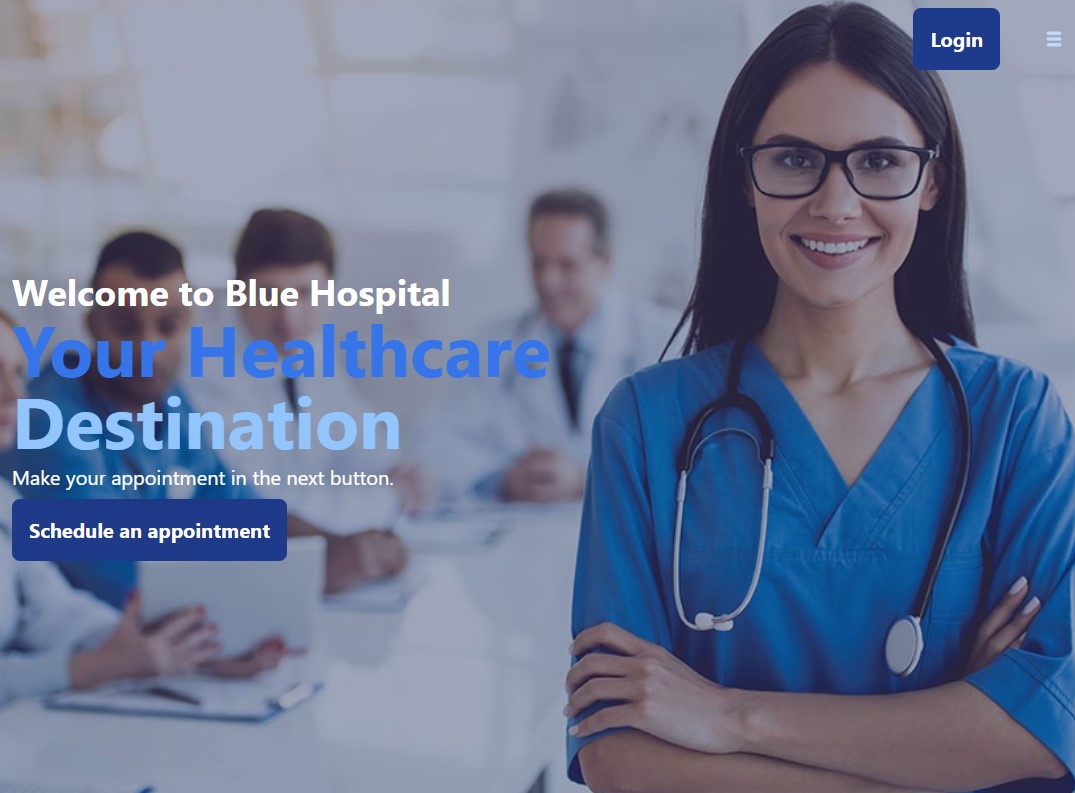 Login
Welcome to Blue Hospital
Your Healthcare
Destination
Make your appointment in the next button.
Schedule an appointment